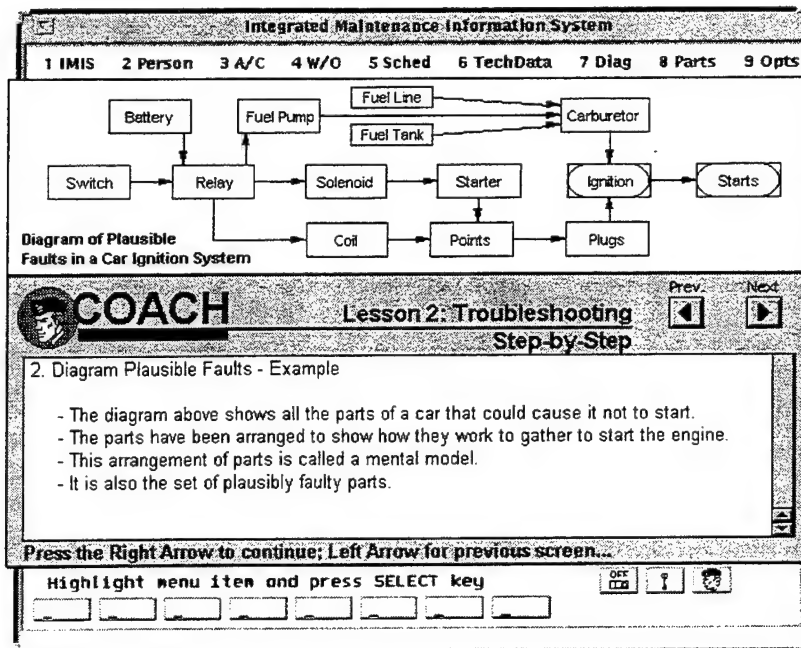 Integrated Maintenance Information System
1 IMIS 2 Person 3 A/C 4 W/O 5 Sched 6 TechData 7 Diag 8 Parts 9 Opts
Fuel Line
Battery Fuel Pump Carburetor
Fuel Tank
Switch Relay Solenoid Starter Ignition Starts
Diagram of Plausible
Faults in a Car Ignition System
Coil Points Plugs
COACH
Lesson 2: Troubleshooting
Step-by-Step
Prev. Next
2. Diagram Plausible Faults - Example
- The diagram above shows all the parts of a car that could cause it not to start.
- The parts have been arranged to show how they work to gather to start the engine.
- This arrangement of parts is called a mental model.
- It is also the set of plausibly faulty parts.
Press the Right Arrow to continue; Left Arrow for previous screen...
Highlight menu item and press SELECT key
OFF